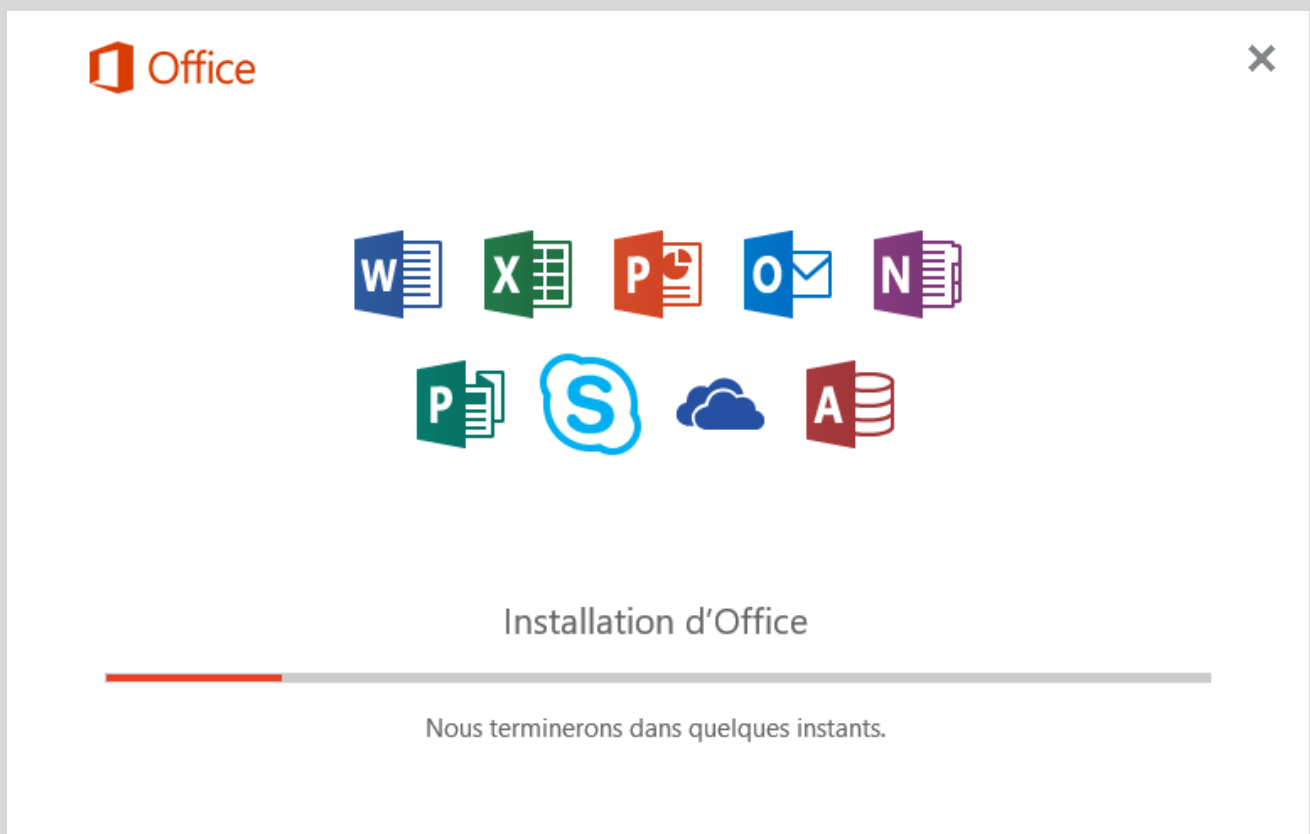 Office
W X P O N
P S A
Installation d’Office
Nous terminerons dans quelques instants.